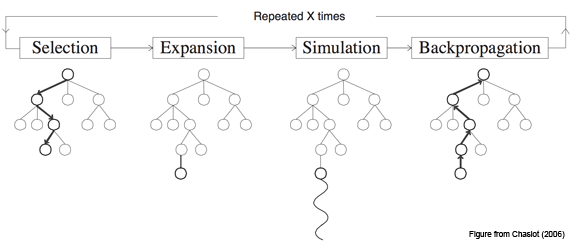 Repeated X times
Selection
Expansion
Simulation
Backpropagation
Figure from Chaslot (2006)